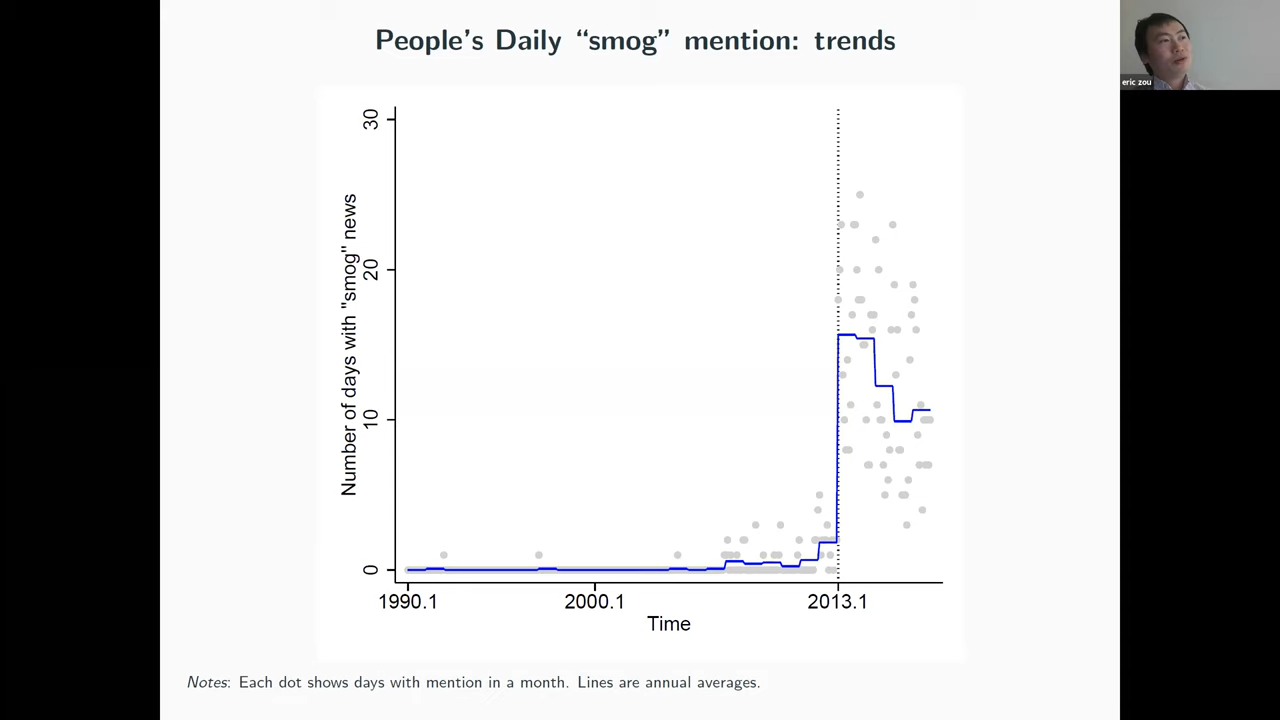 People's Daily “smog” mention: trends
eric zou
30
20
10
0
Number of days with "smog" news
1990.1
2000.1
2013.1
Time
Notes: Each dot shows days with mention in a month. Lines are annual averages.